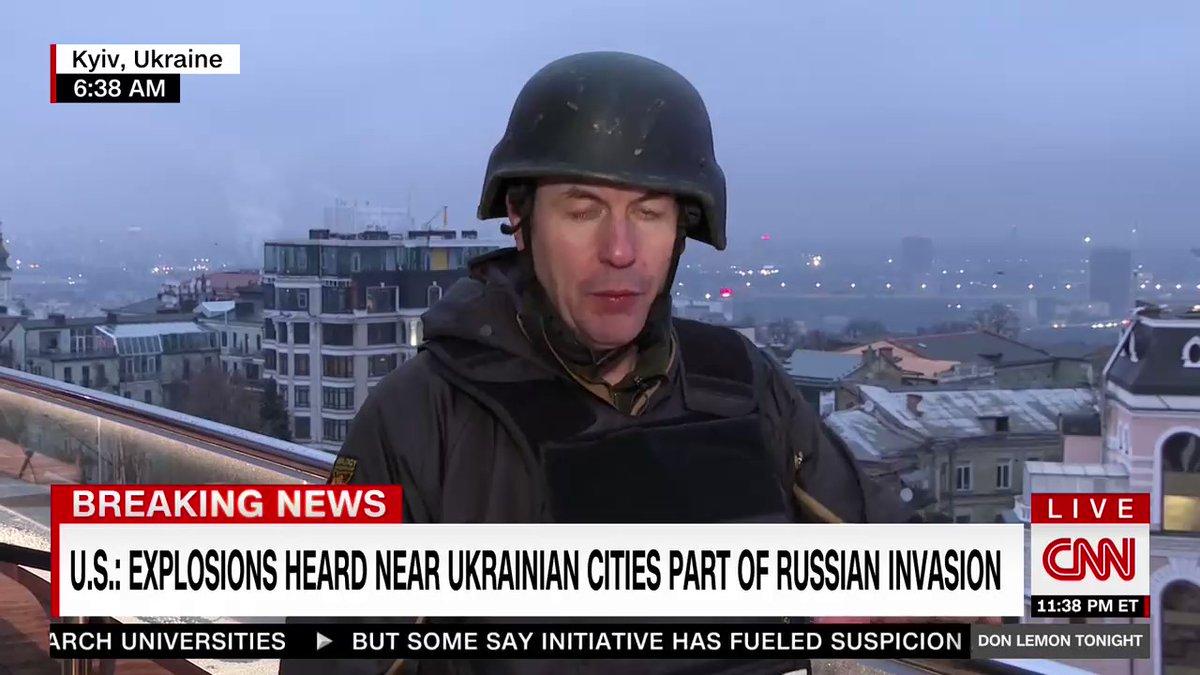 Kyiv, Ukraine
6:38 AM
BREAKING NEWS
U.S.: EXPLOSIONS HEARD NEAR UKRAINIAN CITIES PART OF RUSSIAN INVASION
LIVE
CNN
11:38 PM ET
ARCH UNIVERSITIES ▶ BUT SOME SAY INITIATIVE HAS FUELED SUSPICION
DON LEMON TONIGHT